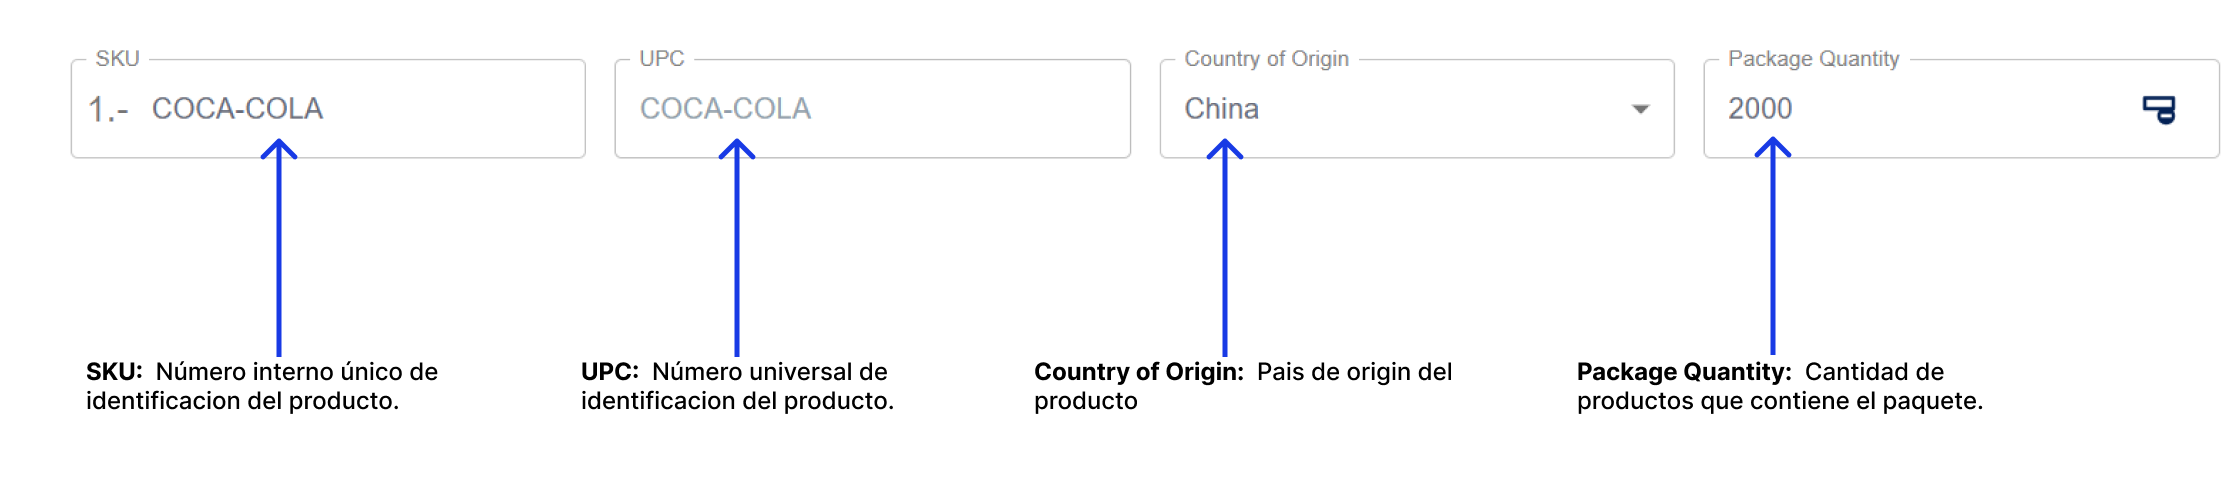 SKU
UPC
Country of Origin
Package Quantity
1.- COCA-COLA
COCA-COLA
China
2000
SKU: Número interno único de
identificacion del producto.
UPC: Número universal de
identificacion del producto.
Country of Origin: Pais de origin del
producto
Package Quantity: Cantidad de
productos que contiene el paquete.